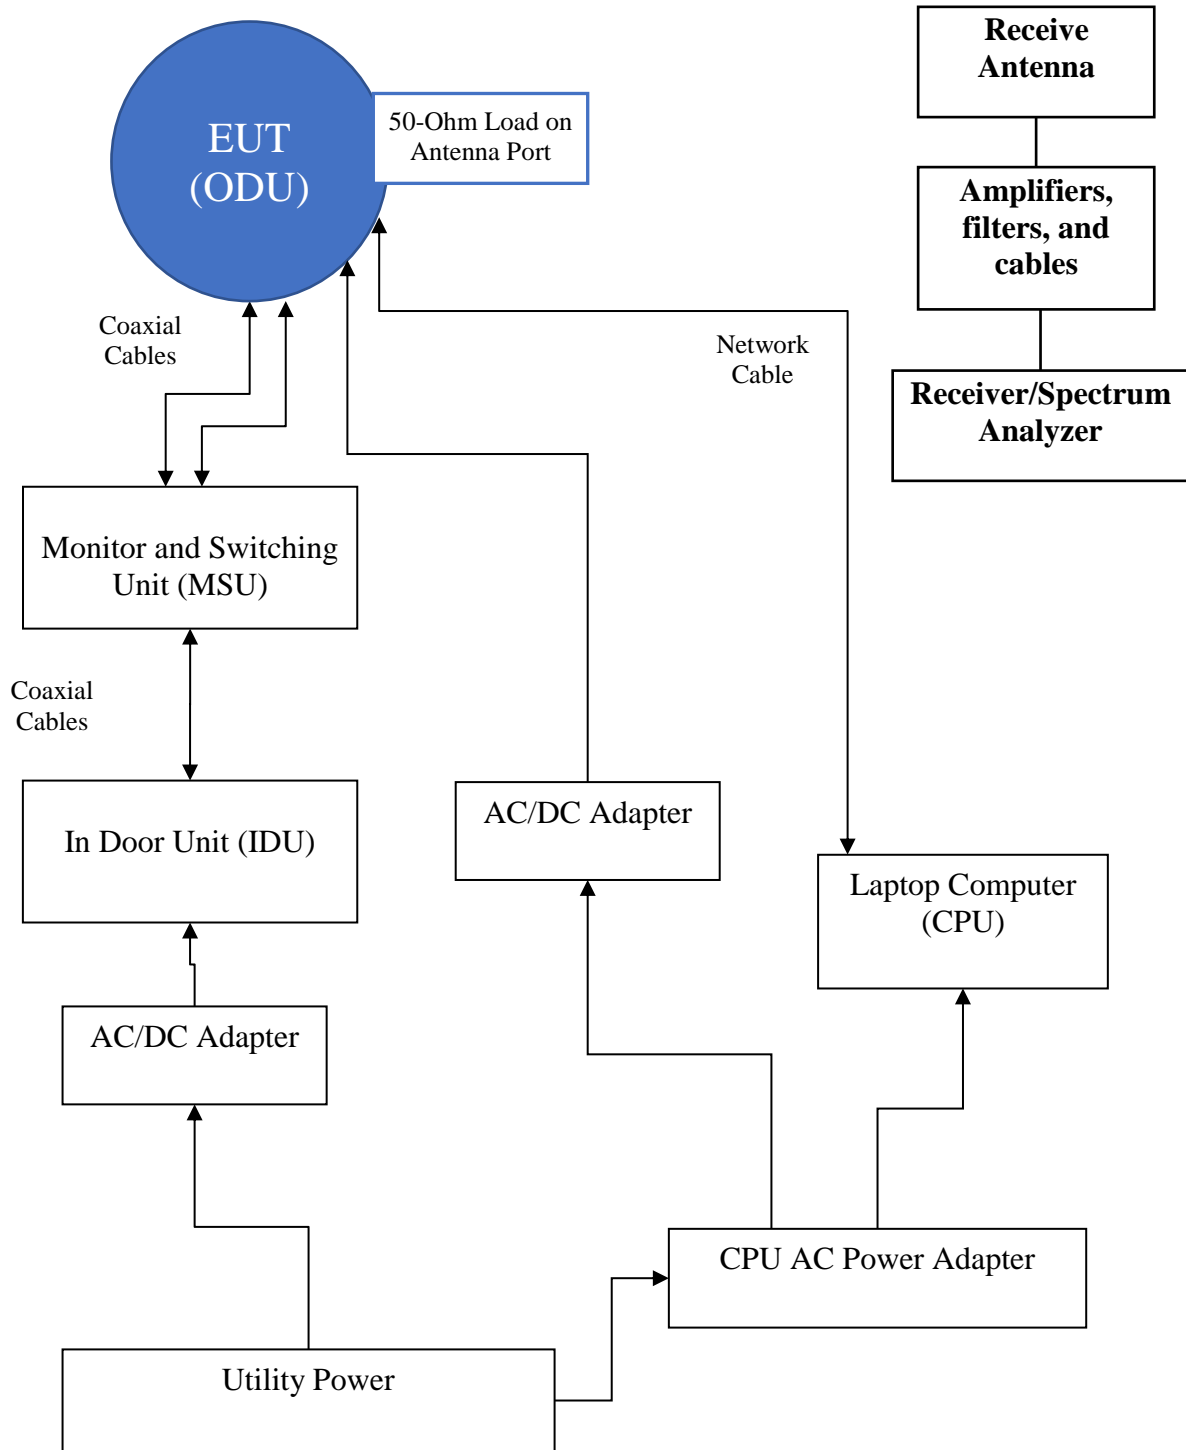 EUT
(ODU)
50-Ohm Load on
Antenna Port
Receive
Antenna
Amplifiers,
filters, and
cables
Receiver/Spectrum
Analyzer
Coaxial
Cables
Network
Cable
Monitor and Switching
Unit (MSU)
Coaxial
Cables
In Door Unit (IDU)
AC/DC Adapter
Laptop Computer
(CPU)
AC/DC Adapter
CPU AC Power Adapter
Utility Power